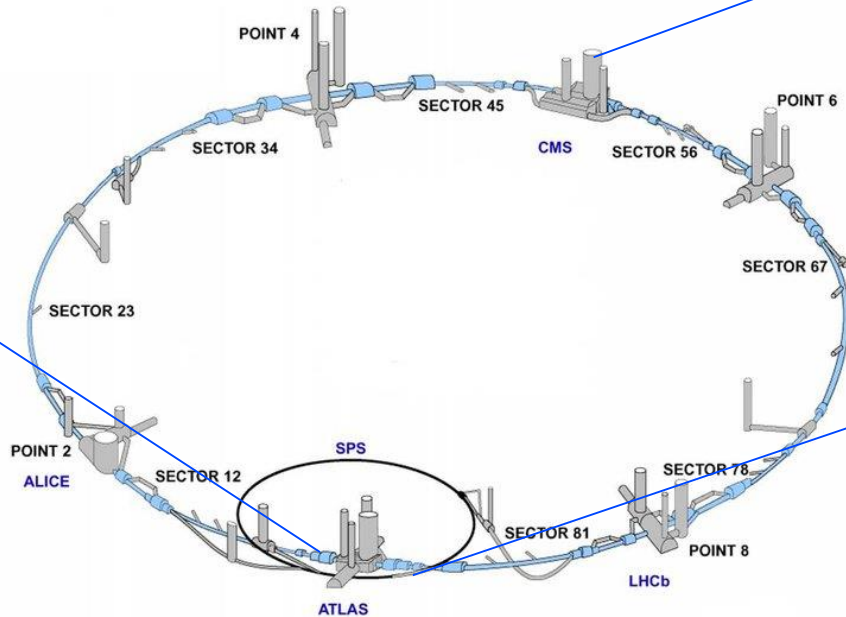 POINT 4
SECTOR 45
POINT 6
SECTOR 34
CMS
SECTOR 56
SECTOR 67
SECTOR 23
SPS
POINT 2
ALICE
SECTOR 12
SECTOR 78
SECTOR 81
POINT 8
LHCb
ATLAS